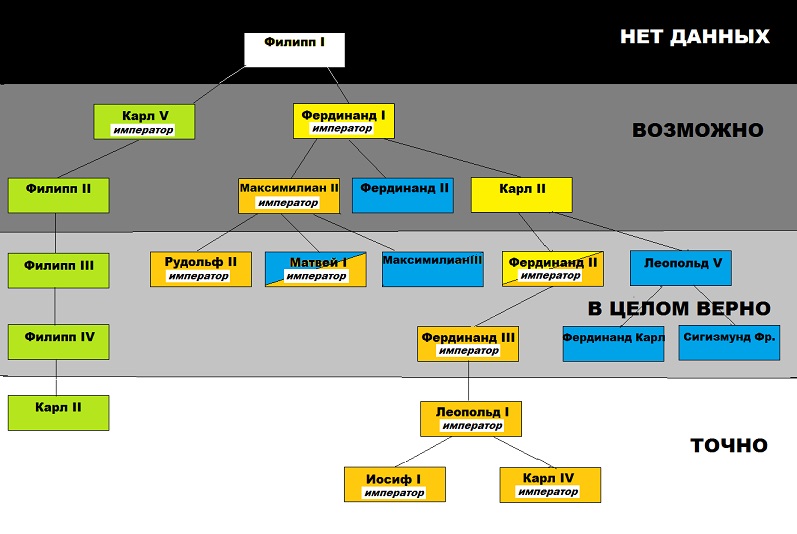 Филипп I
НЕТ ДАННЫХ
Карл V
император
Фердинанд I
император
ВОЗМОЖНО
Филипп II
Максимилиан II
император
Фердинанд II
Карл II
Филипп III
Рудольф II
император
Матвей I
император
МаксимилианIII
Фердинанд II
император
Леопольд V
В ЦЕЛОМ ВЕРНО
Филипп IV
Фердинанд III
император
Фердинанд Карл
Сигизмунд Фр.
Карл II
Леопольд I
император
ТОЧНО
Иосиф I
император
Карл IV
император